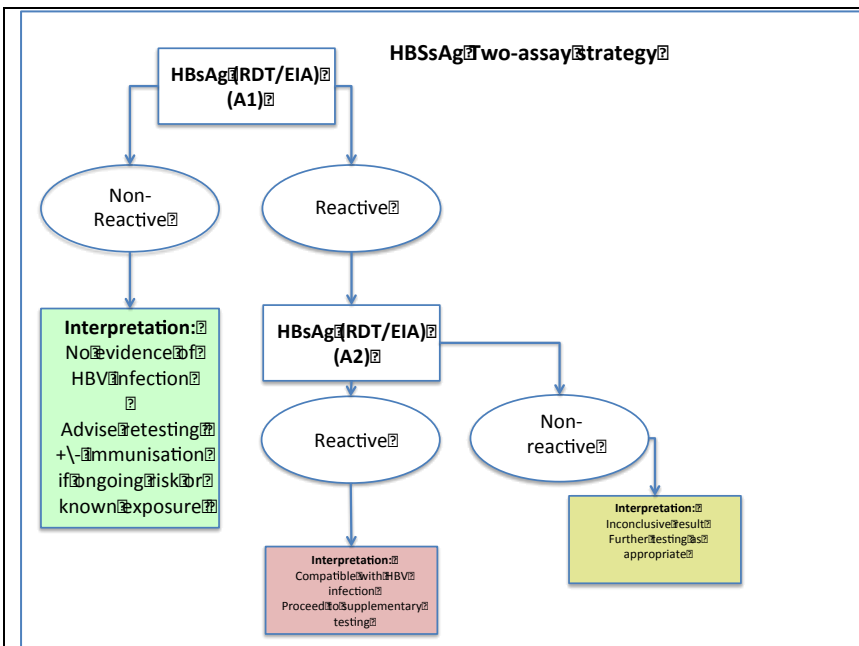 HBSsAg Two-assay strategy
HBsAg (RDT/EIA)
(A1)
Non-
Reactive
Reactive
Interpretation:
No evidence of
HBV infection
Advise retesting
+\- immunisation
if ongoing risk or
known exposure
HBsAg (RDT/EIA)
(A2)
Reactive
Non-
reactive
Interpretation:
Compatible with HBV
infection
Proceed to supplementary
testing
Interpretation:
Inconclusive result
Further testing as
appropriate